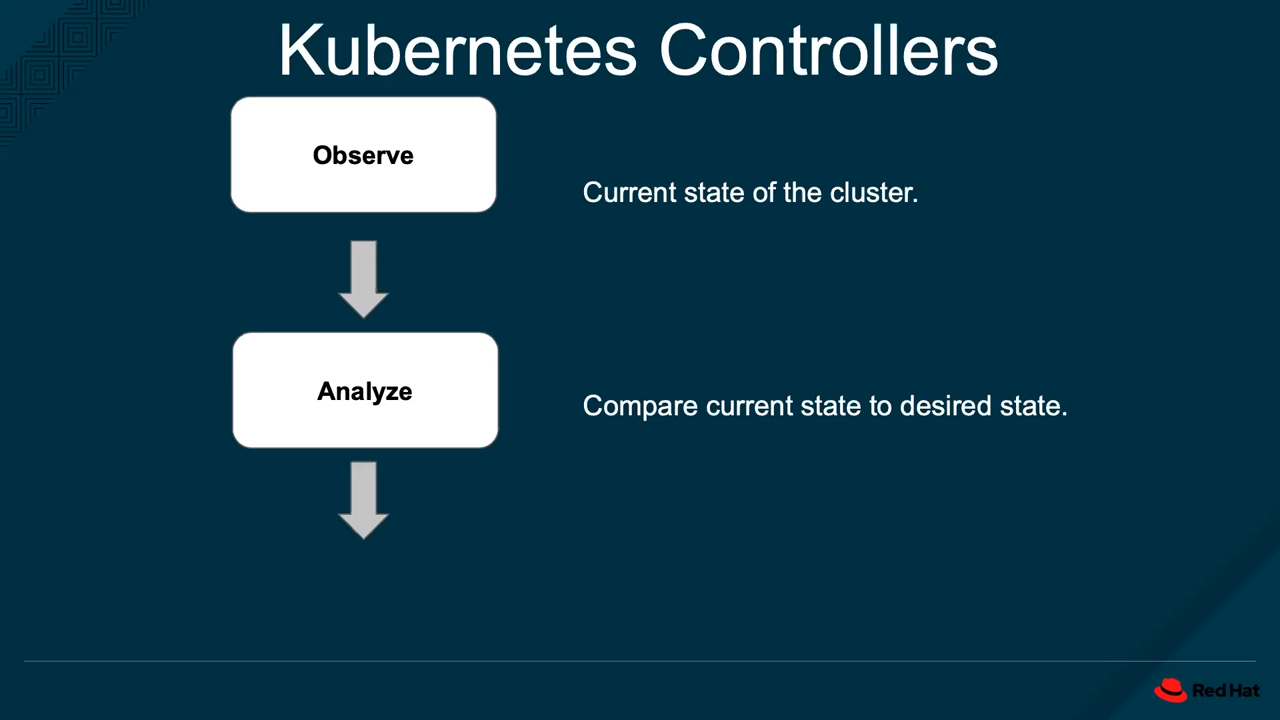 Kubernetes Controllers
Observe
Current state of the cluster.
Analyze
Compare current state to desired state.
Red Hat